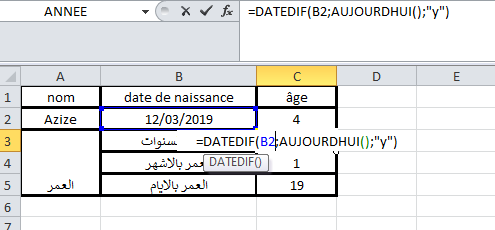 ANNEE fx =DATEDIF(B2;AUJOURDHUI();"y")
A B C D E
1 nom date de naissance âge
2 Azize 12/03/2019 4
3 سنوات =DATEDIF(B2;AUJOURDHUI();"y")
4 العمر بالاشهر DATEDIF() 1
5 العمر العمر بالايام 19
6
7